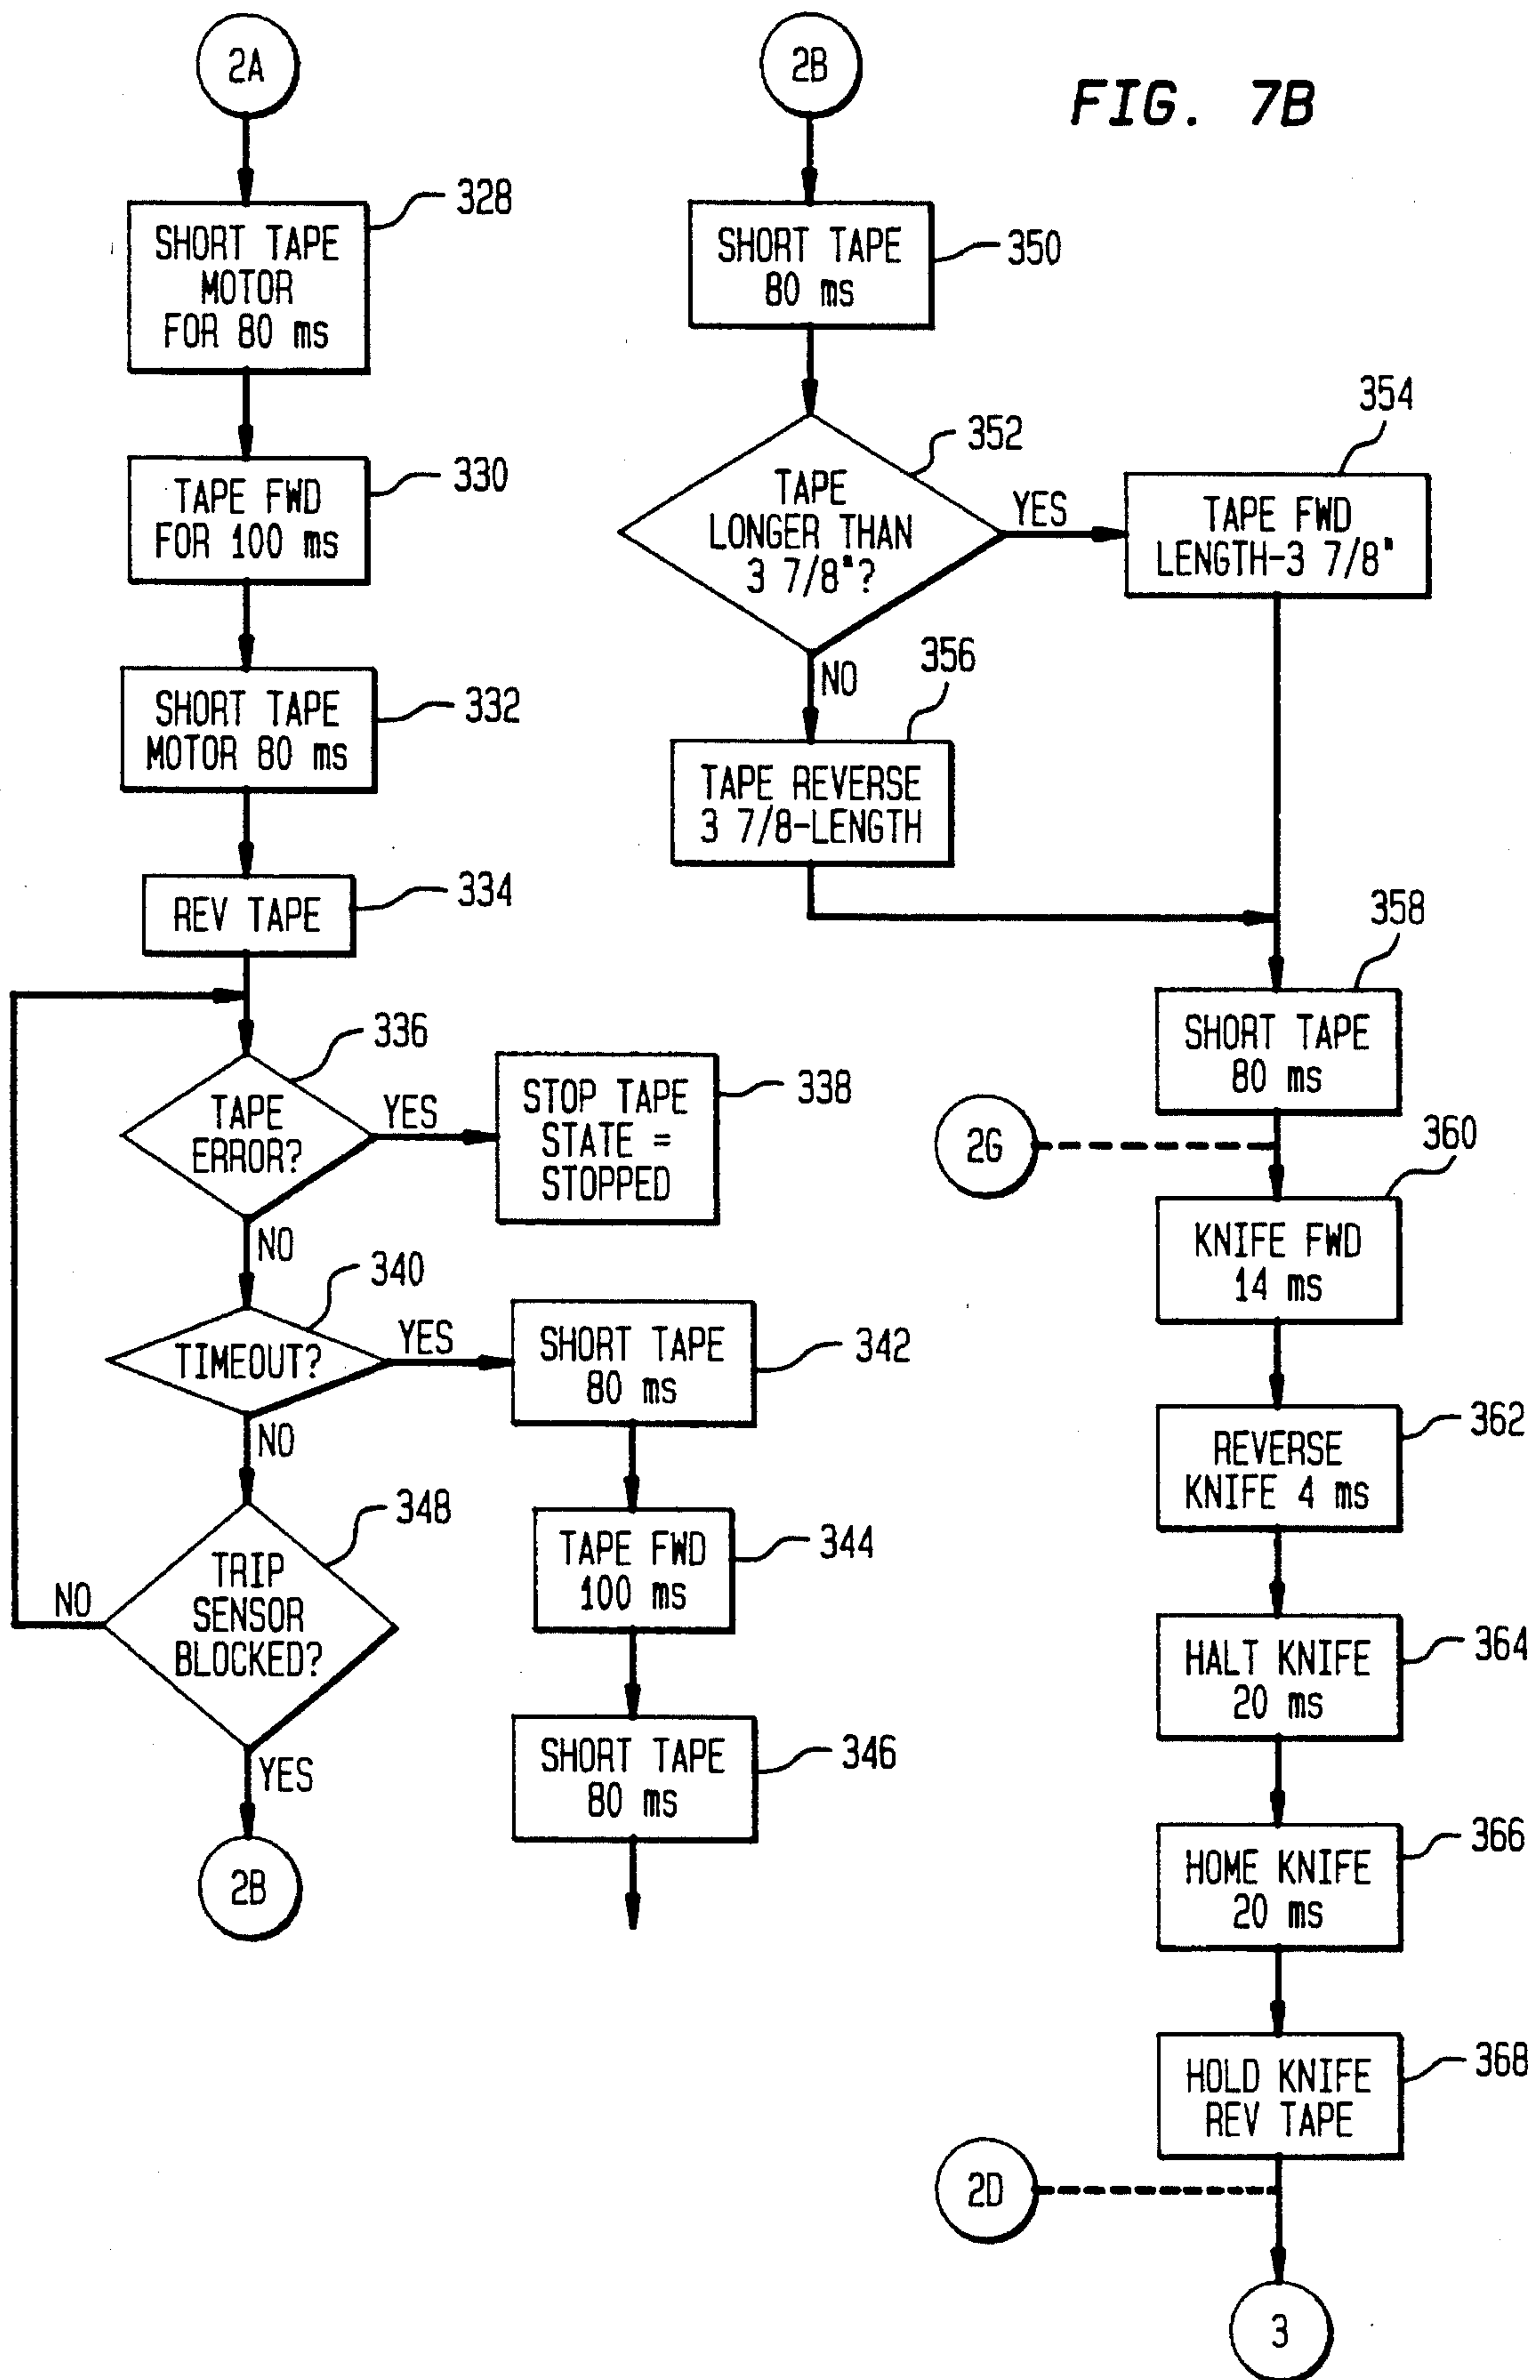 FIG. 7B
2A
328
SHORT TAPE
MOTOR
FOR 80 ms
330
TAPE FWD
FOR 100 ms
332
SHORT TAPE
MOTOR 80 ms
334
REV TAPE
336
TAPE
ERROR?
YES
338
STOP TAPE
STATE =
STOPPED
NO
340
TIMEOUT?
YES
342
SHORT TAPE
80 ms
344
TAPE FWD
100 ms
346
SHORT TAPE
80 ms
NO
348
TRIP
SENSOR
BLOCKED?
NO
YES
2B
2B
350
SHORT TAPE
80 ms
352
TAPE
LONGER THAN
3 7/8"?
YES
354
TAPE FWD
LENGTH-3 7/8"
NO
356
TAPE REVERSE
3 7/8-LENGTH
358
SHORT TAPE
80 ms
2G
360
KNIFE FWD
14 ms
362
REVERSE
KNIFE 4 ms
364
HALT KNIFE
20 ms
366
HOME KNIFE
20 ms
368
HOLD KNIFE
REV TAPE
2D
3